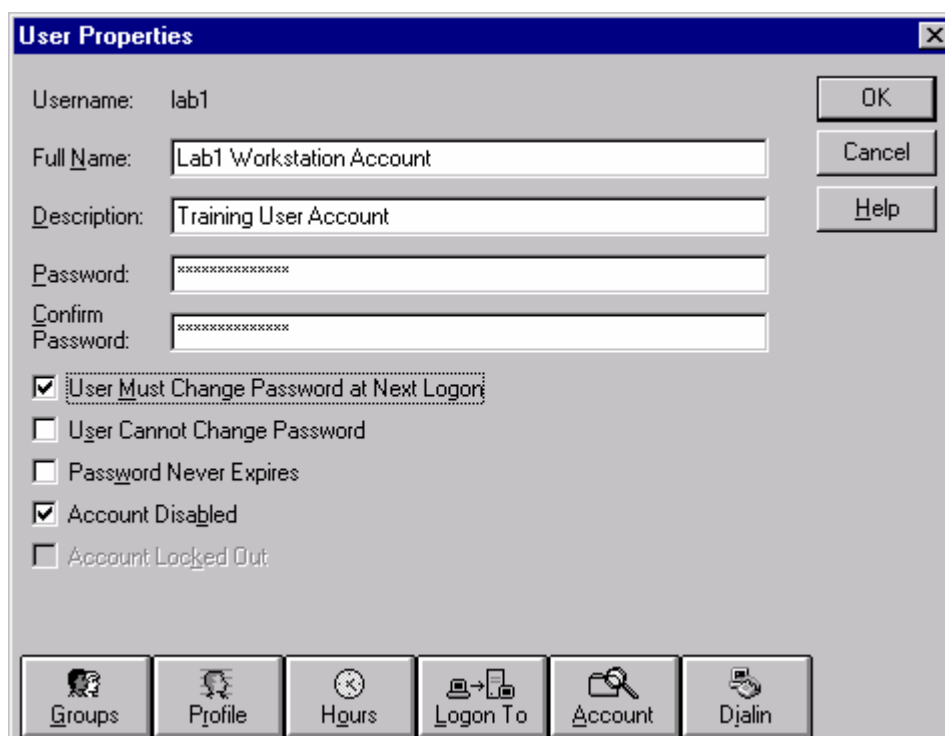 User Properties
Username: lab1
OK
Full Name: Lab1 Workstation Account
Cancel
Description: Training User Account
Help
Password: **************
Confirm Password: **************
User Must Change Password at Next Logon
User Cannot Change Password
Password Never Expires
Account Disabled
Account Locked Out
Groups Profile Hours Logon To Account Dialin